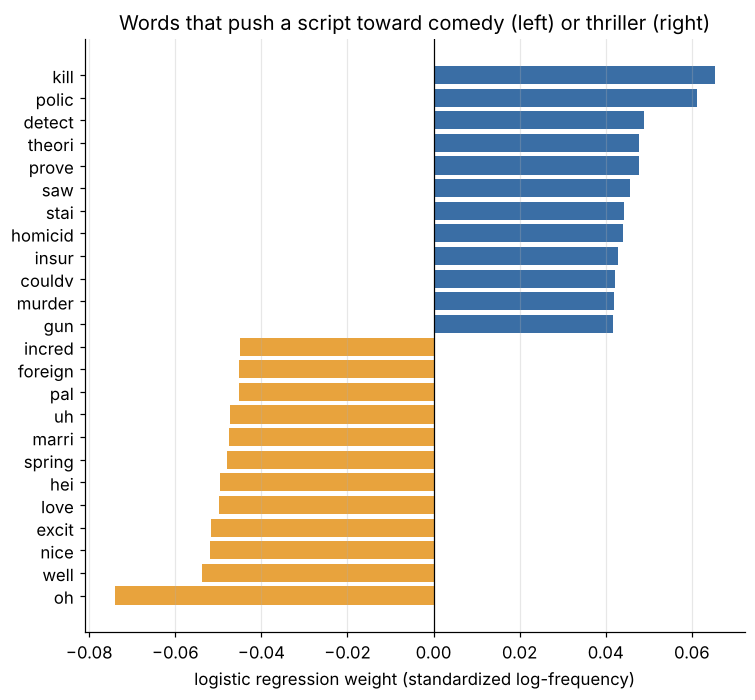 Words that push a script toward comedy (left) or thriller (right)
kill
polic
detect
theori
prove
saw
stai
homicid
insur
couldv
murder
gun
incred
foreign
pal
uh
marri
spring
hei
love
excit
nice
well
oh
−0.08 −0.06 −0.04 −0.02 0.00 0.02 0.04 0.06
logistic regression weight (standardized log-frequency)